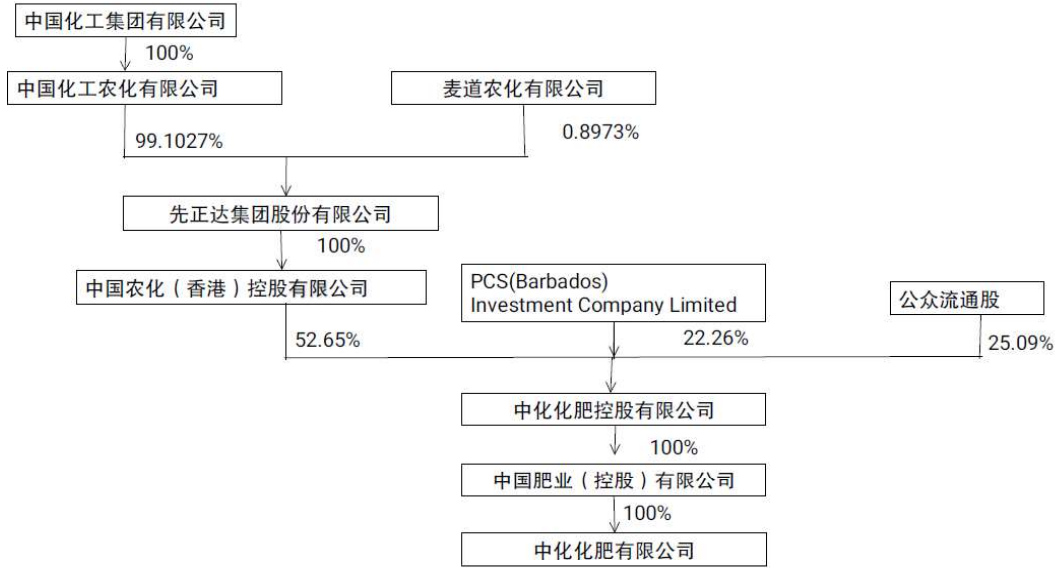 中国化工集团有限公司
100%
中国化工农化有限公司
麦道农化有限公司
99.1027%
0.8973%
先正达集团股份有限公司
100%
中国农化（香港）控股有限公司
PCS(Barbados)
Investment Company Limited
公众流通股
52.65%
22.26%
25.09%
中化化肥控股有限公司
100%
中国肥业（控股）有限公司
100%
中化化肥有限公司